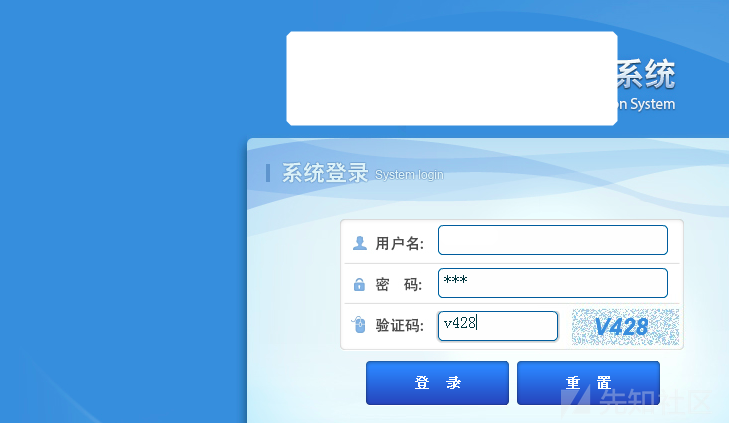 系统
on System
系统登录 System login
用户名:
密 码: ***
验证码: v428 V428
登 录 重 置
先知社区